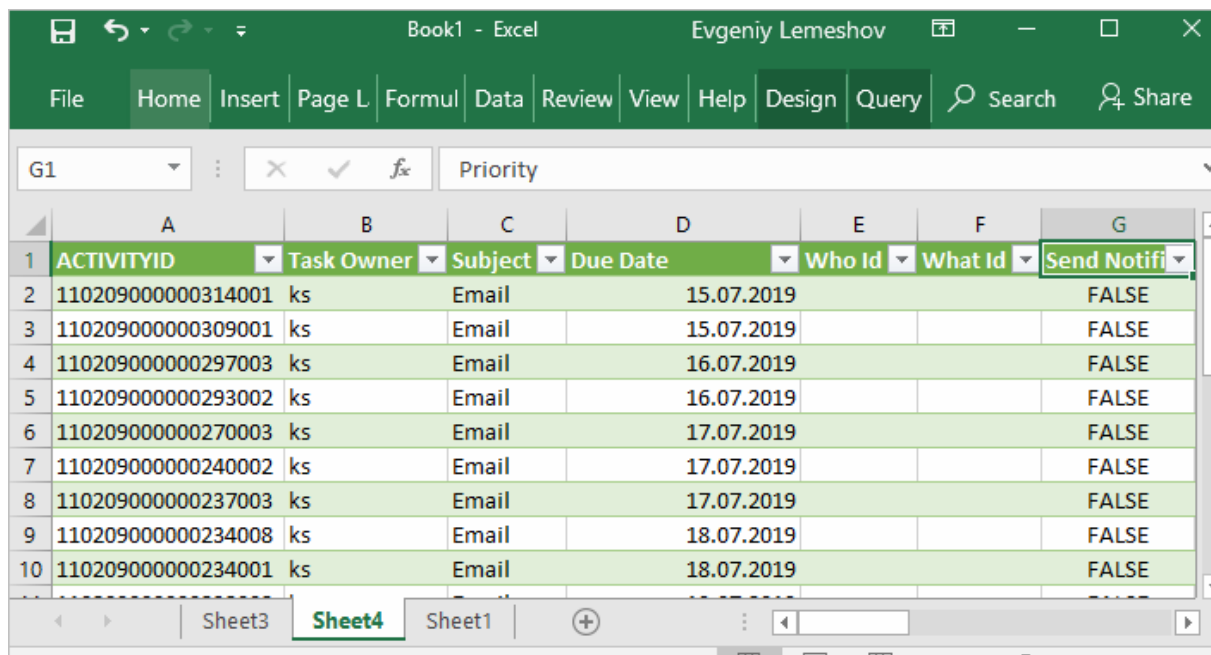 Book1 - Excel Evgeniy Lemeshov
File Home Insert Page L Formul Data Review View Help Design Query Search Share
G1 fx Priority
A B C D E F G
1 ACTIVITYID Task Owner Subject Due Date Who Id What Id Send Notifi
2 110209000000314001 ks Email 15.07.2019 FALSE
3 110209000000309001 ks Email 15.07.2019 FALSE
4 110209000000297003 ks Email 16.07.2019 FALSE
5 110209000000293002 ks Email 16.07.2019 FALSE
6 110209000000270003 ks Email 17.07.2019 FALSE
7 110209000000240002 ks Email 17.07.2019 FALSE
8 110209000000237003 ks Email 17.07.2019 FALSE
9 110209000000234008 ks Email 18.07.2019 FALSE
10 110209000000234001 ks Email 18.07.2019 FALSE
Sheet3 Sheet4 Sheet1